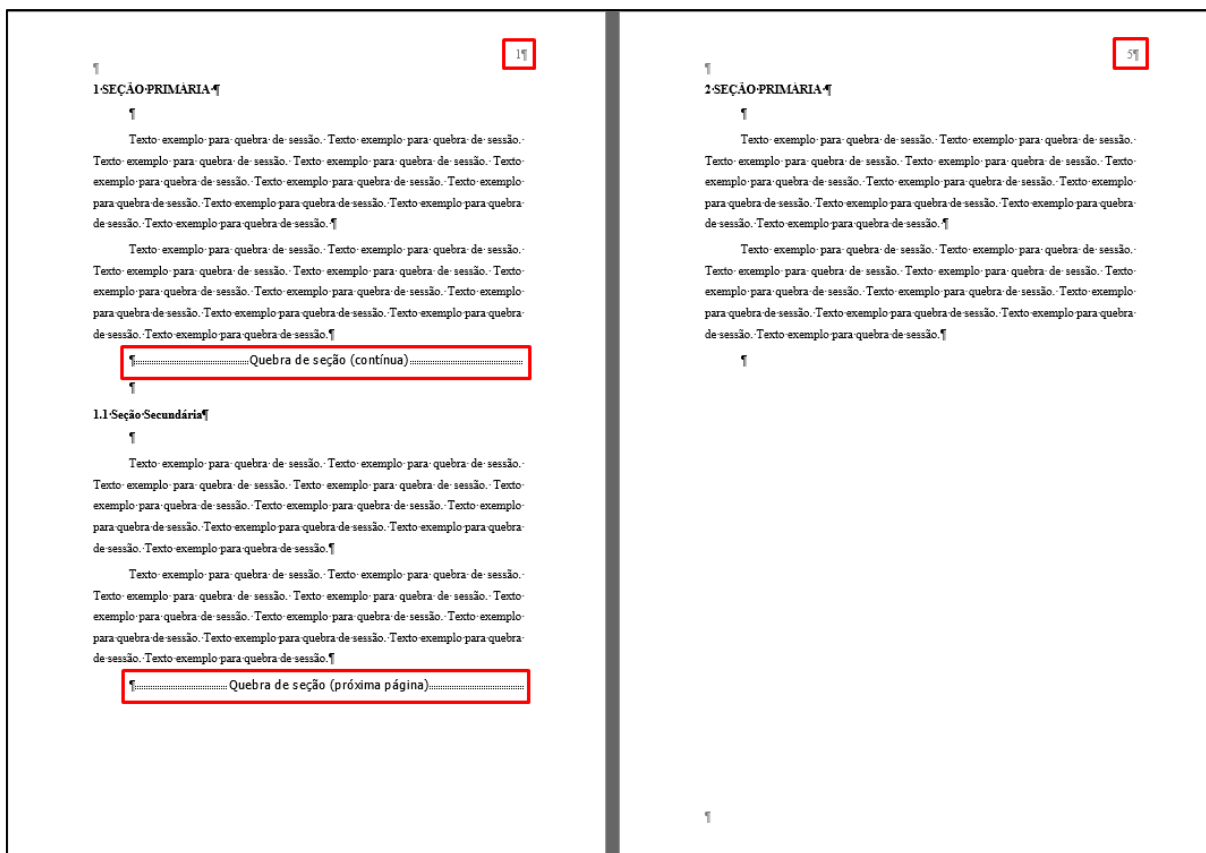 1¶
¶
1·SEÇÃO·PRIMÁRIA·¶
¶
Texto·exemplo·para·quebra·de·sessão.·Texto·exemplo·para·quebra·de·sessão.·
Texto·exemplo·para·quebra·de·sessão.·Texto·exemplo·para·quebra·de·sessão.·Texto·
exemplo·para·quebra·de·sessão.·Texto·exemplo·para·quebra·de·sessão.·Texto·exemplo·
para·quebra·de·sessão.·Texto·exemplo·para·quebra·de·sessão.·Texto·exemplo·para·quebra·
de·sessão.·Texto·exemplo·para·quebra·de·sessão.·¶
Texto·exemplo·para·quebra·de·sessão.·Texto·exemplo·para·quebra·de·sessão.·
Texto·exemplo·para·quebra·de·sessão.·Texto·exemplo·para·quebra·de·sessão.·Texto·
exemplo·para·quebra·de·sessão.·Texto·exemplo·para·quebra·de·sessão.·Texto·exemplo·
para·quebra·de·sessão.·Texto·exemplo·para·quebra·de·sessão.·Texto·exemplo·para·quebra·
de·sessão.·Texto·exemplo·para·quebra·de·sessão.¶
¶Quebra de seção (contínua)
¶
1.1·Seção·Secundária¶
¶
Texto·exemplo·para·quebra·de·sessão.·Texto·exemplo·para·quebra·de·sessão.·
Texto·exemplo·para·quebra·de·sessão.·Texto·exemplo·para·quebra·de·sessão.·Texto·
exemplo·para·quebra·de·sessão.·Texto·exemplo·para·quebra·de·sessão.·Texto·exemplo·
para·quebra·de·sessão.·Texto·exemplo·para·quebra·de·sessão.·Texto·exemplo·para·quebra·
de·sessão.·Texto·exemplo·para·quebra·de·sessão.¶
Texto·exemplo·para·quebra·de·sessão.·Texto·exemplo·para·quebra·de·sessão.·
Texto·exemplo·para·quebra·de·sessão.·Texto·exemplo·para·quebra·de·sessão.·Texto·
exemplo·para·quebra·de·sessão.·Texto·exemplo·para·quebra·de·sessão.·Texto·exemplo·
para·quebra·de·sessão.·Texto·exemplo·para·quebra·de·sessão.·Texto·exemplo·para·quebra·
de·sessão.·Texto·exemplo·para·quebra·de·sessão.¶
¶Quebra de seção (próxima página)
5¶
¶
2·SEÇÃO·PRIMÁRIA·¶
¶
Texto·exemplo·para·quebra·de·sessão.·Texto·exemplo·para·quebra·de·sessão.·
Texto·exemplo·para·quebra·de·sessão.·Texto·exemplo·para·quebra·de·sessão.·Texto·
exemplo·para·quebra·de·sessão.·Texto·exemplo·para·quebra·de·sessão.·Texto·exemplo·
para·quebra·de·sessão.·Texto·exemplo·para·quebra·de·sessão.·Texto·exemplo·para·quebra·
de·sessão.·Texto·exemplo·para·quebra·de·sessão.·¶
Texto·exemplo·para·quebra·de·sessão.·Texto·exemplo·para·quebra·de·sessão.·
Texto·exemplo·para·quebra·de·sessão.·Texto·exemplo·para·quebra·de·sessão.·Texto·
exemplo·para·quebra·de·sessão.·Texto·exemplo·para·quebra·de·sessão.·Texto·exemplo·
para·quebra·de·sessão.·Texto·exemplo·para·quebra·de·sessão.·Texto·exemplo·para·quebra·
de·sessão.·Texto·exemplo·para·quebra·de·sessão.¶
¶
¶